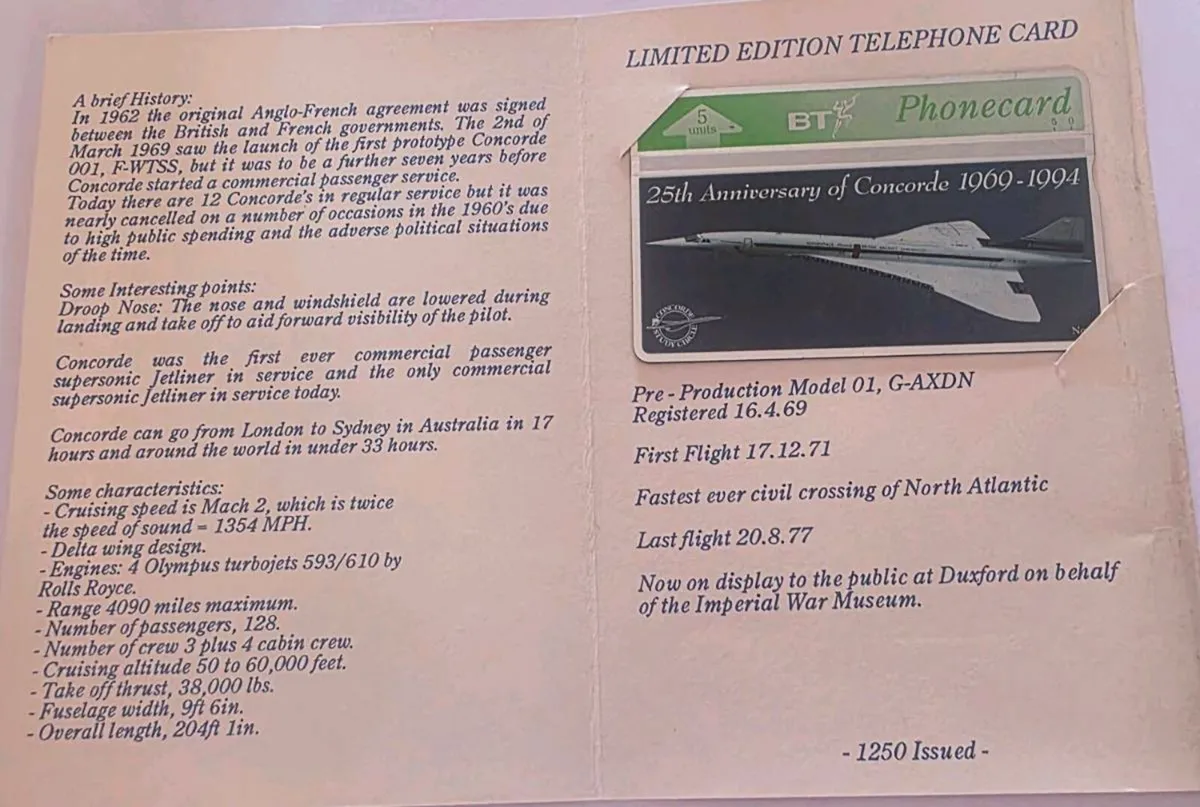 A brief History:
In 1962 the original Anglo-French agreement was signed
between the British and French governments. The 2nd of
March 1969 saw the launch of the first prototype Concorde
001, F-WTSS, but it was to be a further seven years before
Concorde started a commercial passenger service.
Today there are 12 Concorde's in regular service but it was
nearly cancelled on a number of occasions in the 1960's due
to high public spending and the adverse political situations
of the time.
Some Interesting points:
Droop Nose: The nose and windshield are lowered during
landing and take off to aid forward visibility of the pilot.
Concorde was the first ever commercial passenger
supersonic Jetliner in service and the only commercial
supersonic Jetliner in service today.
Concorde can go from London to Sydney in Australia in 17
hours and around the world in under 33 hours.
Some characteristics:
- Cruising speed is Mach 2, which is twice
the speed of sound = 1354 MPH.
- Delta wing design.
- Engines: 4 Olympus turbojets 593/610 by
Rolls Royce.
- Range 4090 miles maximum.
- Number of passengers, 128.
- Number of crew 3 plus 4 cabin crew.
- Cruising altitude 50 to 60,000 feet.
- Take off thrust, 38,000 lbs.
- Fuselage width, 9ft 6in.
- Overall length, 204ft 1in.
LIMITED EDITION TELEPHONE CARD
5
units
BT
Phonecard
25th Anniversary of Concorde 1969-1994
CONCORDE
STUDY CIRCLE
Pre - Production Model 01, G-AXDN
Registered 16.4.69
First Flight 17.12.71
Fastest ever civil crossing of North Atlantic
Last flight 20.8.77
Now on display to the public at Duxford on behalf
of the Imperial War Museum.
- 1250 Issued -